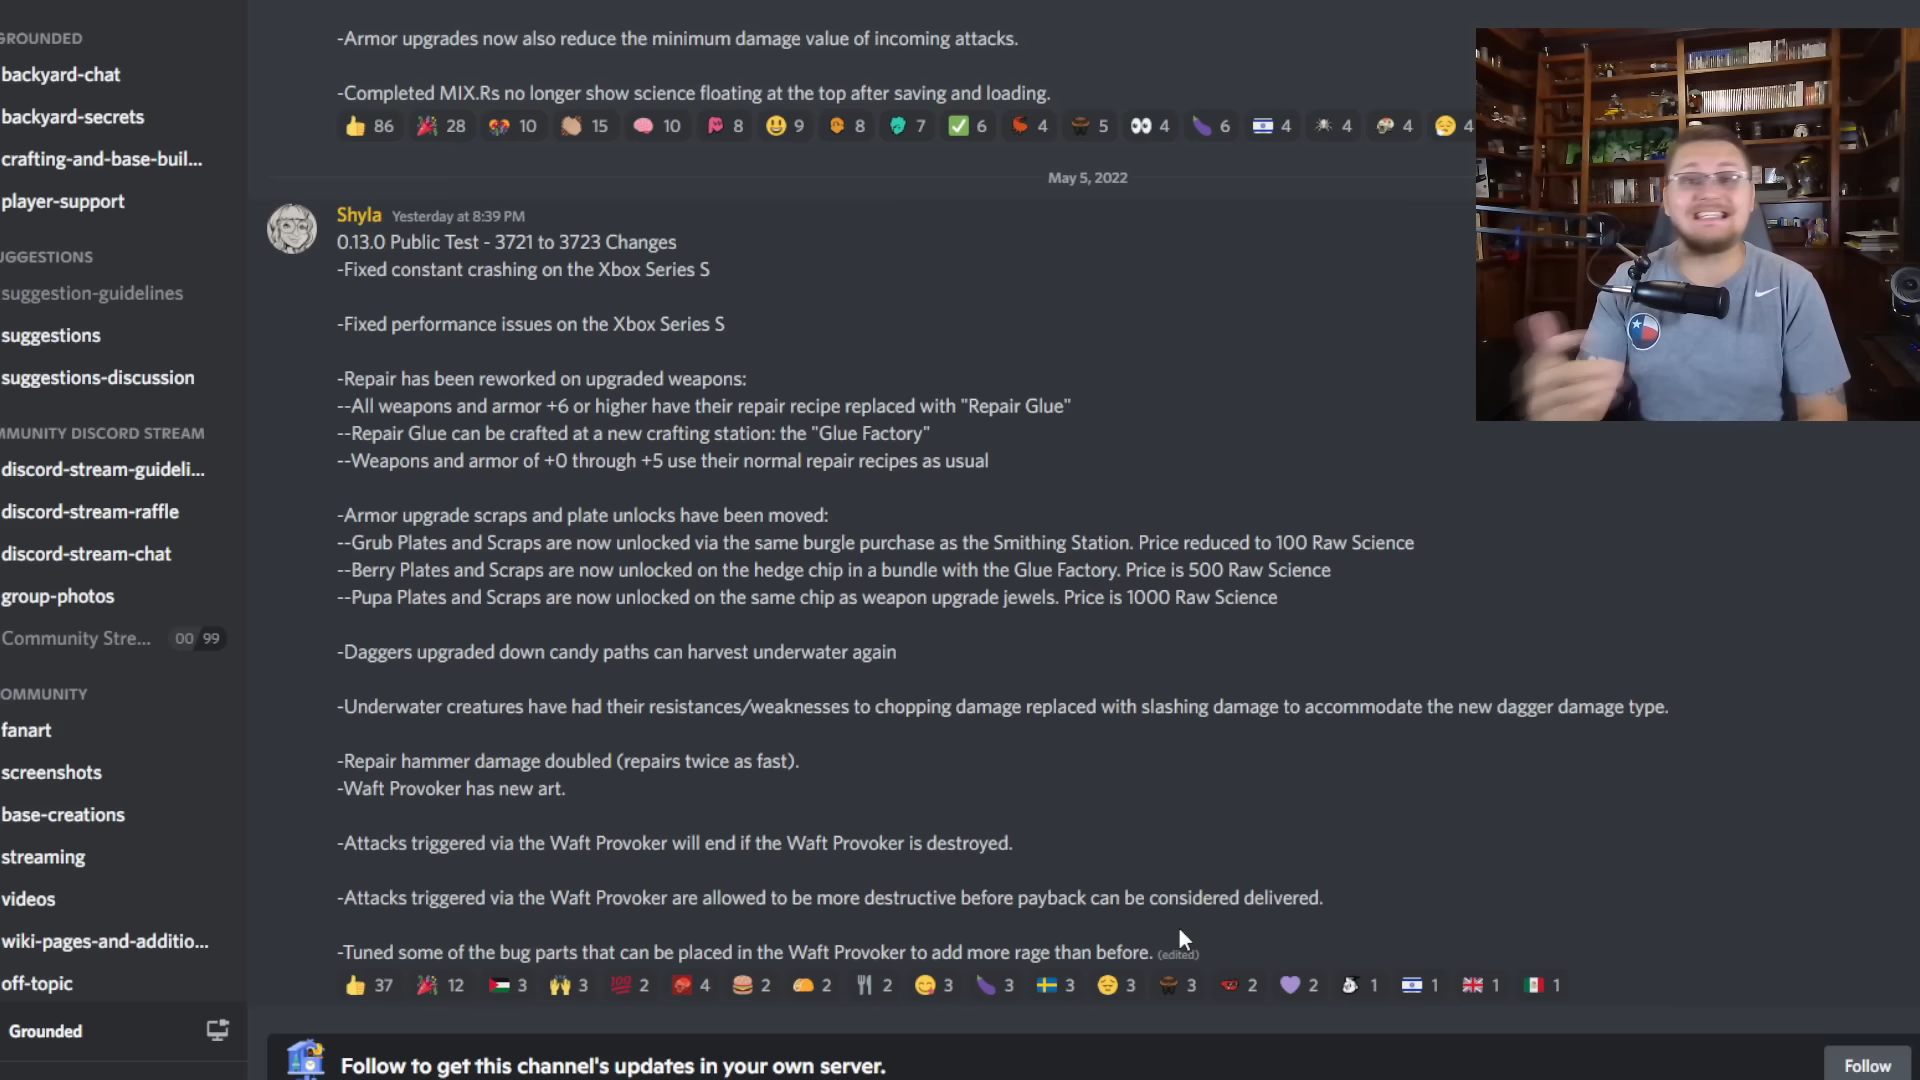 GROUNDED
backyard-chat
backyard-secrets
crafting-and-base-buil...
player-support
UGGESTIONS
suggestion-guidelines
suggestions
suggestions-discussion
MMUNITY DISCORD STREAM
discord-stream-guideli...
discord-stream-raffle
discord-stream-chat
group-photos
Community Stre... 00 99
OMMUNITY
fanart
screenshots
base-creations
streaming
videos
wiki-pages-and-additio...
off-topic
Grounded
-Armor upgrades now also reduce the minimum damage value of incoming attacks.
-Completed MIX.Rs no longer show science floating at the top after saving and loading.
86 28 10 15 10 8 9 8 7 6 4 5 4 6 4 4 4 4
May 5, 2022
Shyla Yesterday at 8:39 PM
0.13.0 Public Test - 3721 to 3723 Changes
-Fixed constant crashing on the Xbox Series S
-Fixed performance issues on the Xbox Series S
-Repair has been reworked on upgraded weapons:
--All weapons and armor +6 or higher have their repair recipe replaced with "Repair Glue"
--Repair Glue can be crafted at a new crafting station: the "Glue Factory"
--Weapons and armor of +0 through +5 use their normal repair recipes as usual
-Armor upgrade scraps and plate unlocks have been moved:
--Grub Plates and Scraps are now unlocked via the same burgle purchase as the Smithing Station. Price reduced to 100 Raw Science
--Berry Plates and Scraps are now unlocked on the hedge chip in a bundle with the Glue Factory. Price is 500 Raw Science
--Pupa Plates and Scraps are now unlocked on the same chip as weapon upgrade jewels. Price is 1000 Raw Science
-Daggers upgraded down candy paths can harvest underwater again
-Underwater creatures have had their resistances/weaknesses to chopping damage replaced with slashing damage to accommodate the new dagger damage type.
-Repair hammer damage doubled (repairs twice as fast).
-Waft Provoker has new art.
-Attacks triggered via the Waft Provoker will end if the Waft Provoker is destroyed.
-Attacks triggered via the Waft Provoker are allowed to be more destructive before payback can be considered delivered.
-Tuned some of the bug parts that can be placed in the Waft Provoker to add more rage than before. (edited)
37 12 3 3 2 4 2 2 2 3 3 3 3 3 2 2 1 1 1 1
Follow to get this channel's updates in your own server.
Follow